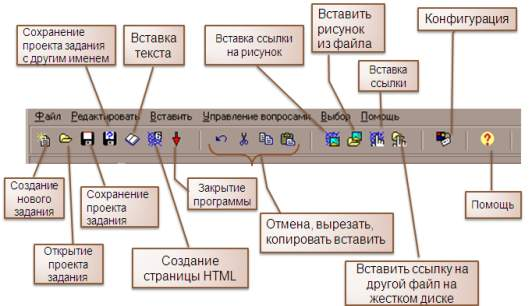 Сохранение
проекта задания
с другим именем
Вставка
текста
Вставка ссылки
на рисунок
Вставить
рисунок
из файла
Конфигурация
Вставка
ссылки
Файл Редактировать Вставить Управление вопросами Выбор Помощь
Создание
нового
задания
Сохранение
проекта
задания
Закрытие
программы
Отмена, вырезать,
копировать вставить
Помощь
Открытие
проекта
задания
Создание
страницы HTML
Вставить ссылку на
другой файл на
жестком диске